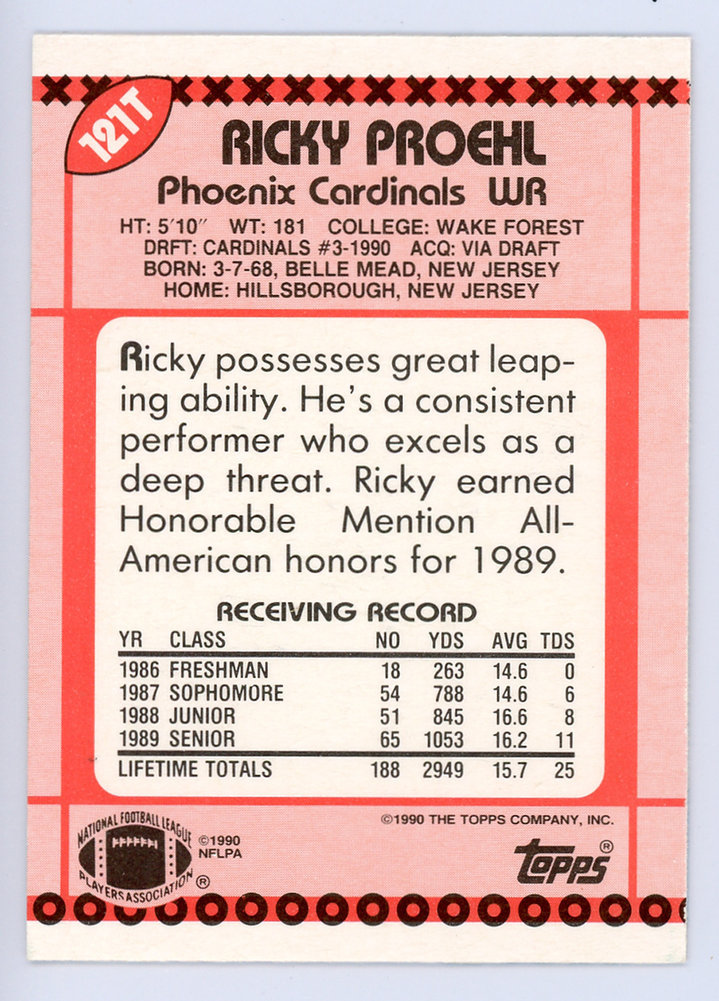 121T
RICKY PROEHL
Phoenix Cardinals WR
HT: 5'10" WT: 181 COLLEGE: WAKE FOREST
DRFT: CARDINALS #3-1990 ACQ: VIA DRAFT
BORN: 3-7-68, BELLE MEAD, NEW JERSEY
HOME: HILLSBOROUGH, NEW JERSEY
Ricky possesses great leap-
ing ability. He's a consistent
performer who excels as a
deep threat. Ricky earned
Honorable Mention All-
American honors for 1989.
RECEIVING RECORD
YR CLASS NO YDS AVG TDS
1986 FRESHMAN 18 263 14.6 0
1987 SOPHOMORE 54 788 14.6 6
1988 JUNIOR 51 845 16.6 8
1989 SENIOR 65 1053 16.2 11
LIFETIME TOTALS 188 2949 15.7 25
©1990 THE TOPPS COMPANY, INC.
NATIONAL FOOTBALL LEAGUE
PLAYERS ASSOCIATION ®
©1990
NFLPA
Topps®